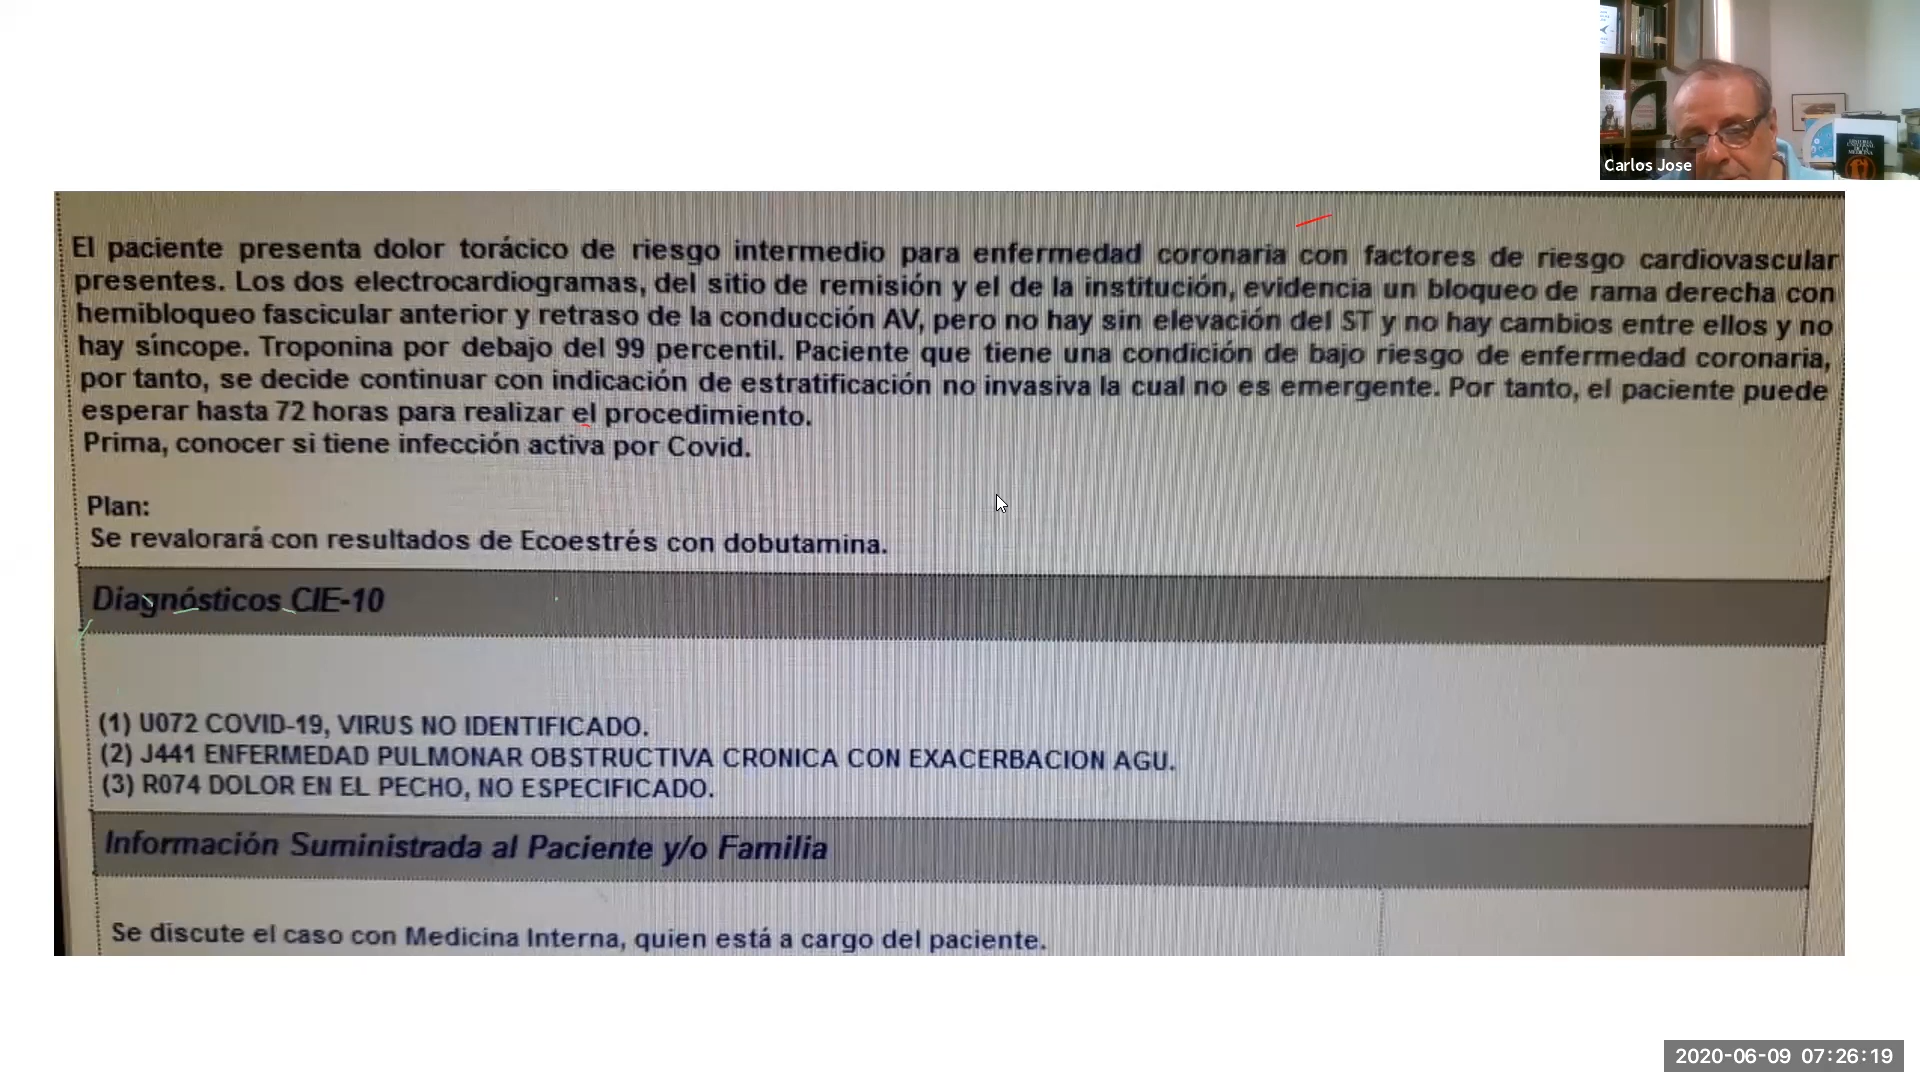 Carlos Jose
El paciente presenta dolor torácico de riesgo intermedio para enfermedad coronaria con factores de riesgo cardiovascular
presentes. Los dos electrocardiogramas, del sitio de remisión y el de la institución, evidencia un bloqueo de rama derecha con
hemibloqueo fascicular anterior y retraso de la conducción AV, pero no hay sin elevación del ST y no hay cambios entre ellos y no
hay síncope. Troponina por debajo del 99 percentil. Paciente que tiene una condición de bajo riesgo de enfermedad coronaria,
por tanto, se decide continuar con indicación de estratificación no invasiva la cual no es emergente. Por tanto, el paciente puede
esperar hasta 72 horas para realizar el procedimiento.
Prima, conocer si tiene infección activa por Covid.
Plan:
Se revalorará con resultados de Ecoestrés con dobutamina.
Diagnósticos CIE-10
(1) U072 COVID-19, VIRUS NO IDENTIFICADO.
(2) J441 ENFERMEDAD PULMONAR OBSTRUCTIVA CRONICA CON EXACERBACION AGU.
(3) R074 DOLOR EN EL PECHO, NO ESPECIFICADO.
Información Suministrada al Paciente y/o Familia
Se discute el caso con Medicina Interna, quien está a cargo del paciente.
2020-06-09 07:26:19